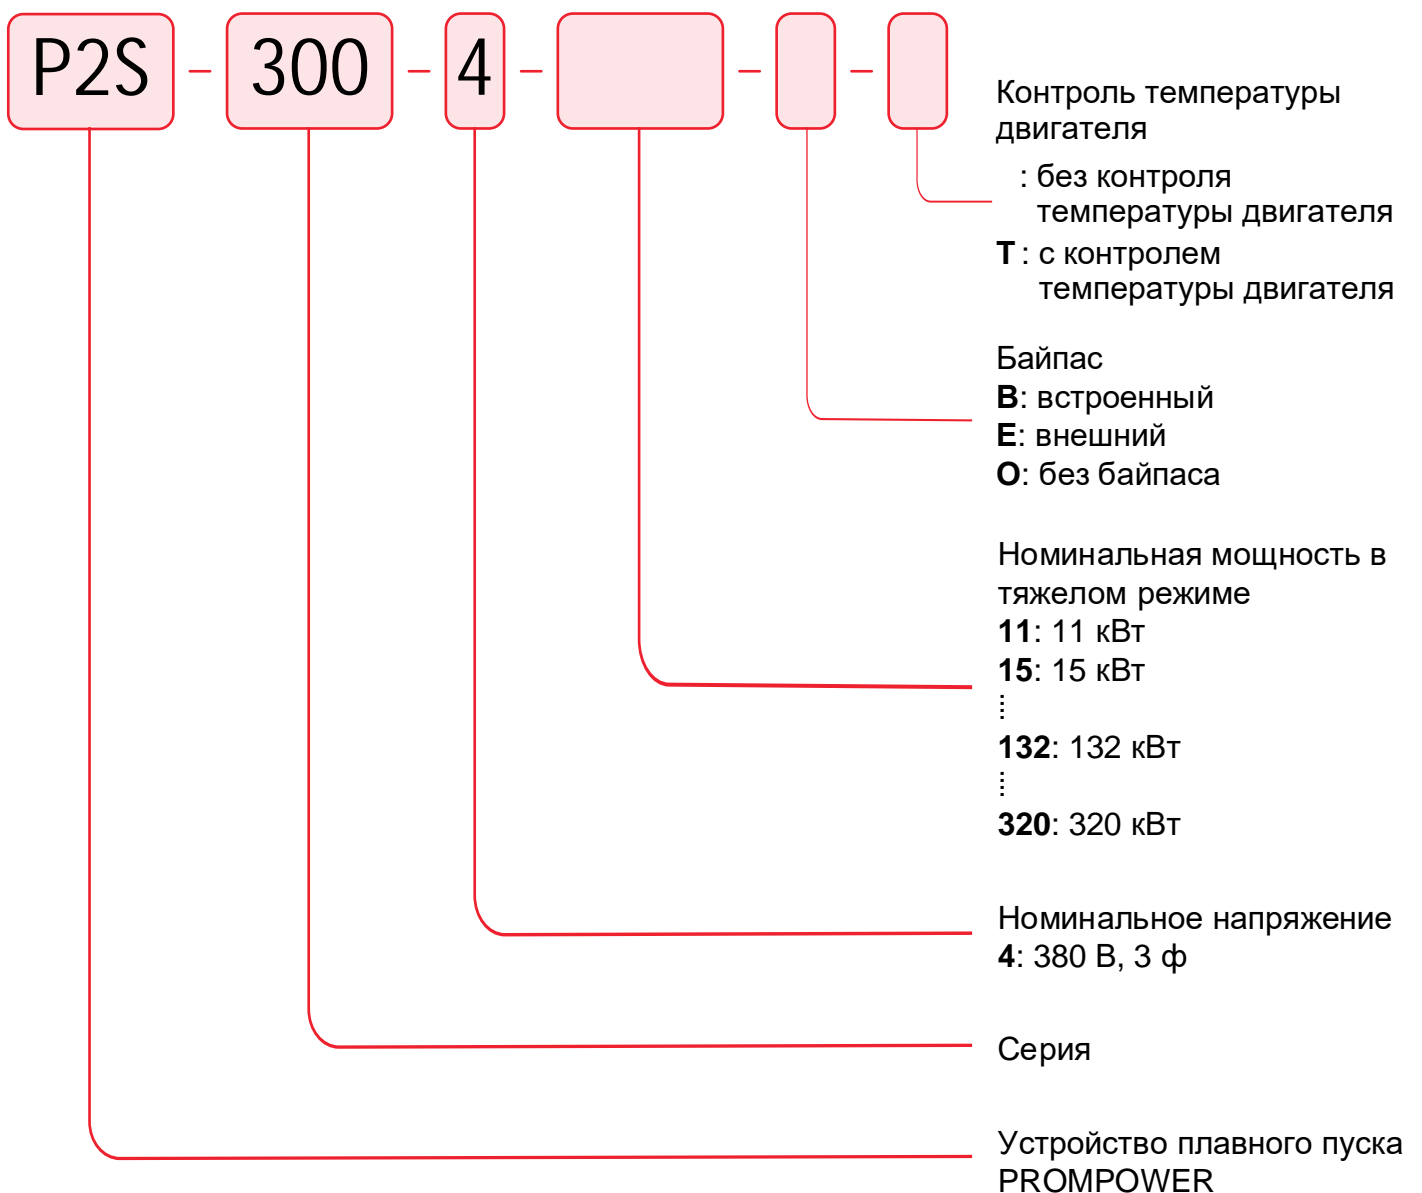 P2S – 300 – 4 – – –
Контроль температуры
двигателя
: без контроля
температуры двигателя
T : с контролем
температуры двигателя
Байпас
B: встроенный
E: внешний
O: без байпаса
Номинальная мощность в
тяжелом режиме
11: 11 кВт
15: 15 кВт
132: 132 кВт
320: 320 кВт
Номинальное напряжение
4: 380 В, 3 ф
Серия
Устройство плавного пуска
PROMPOWER